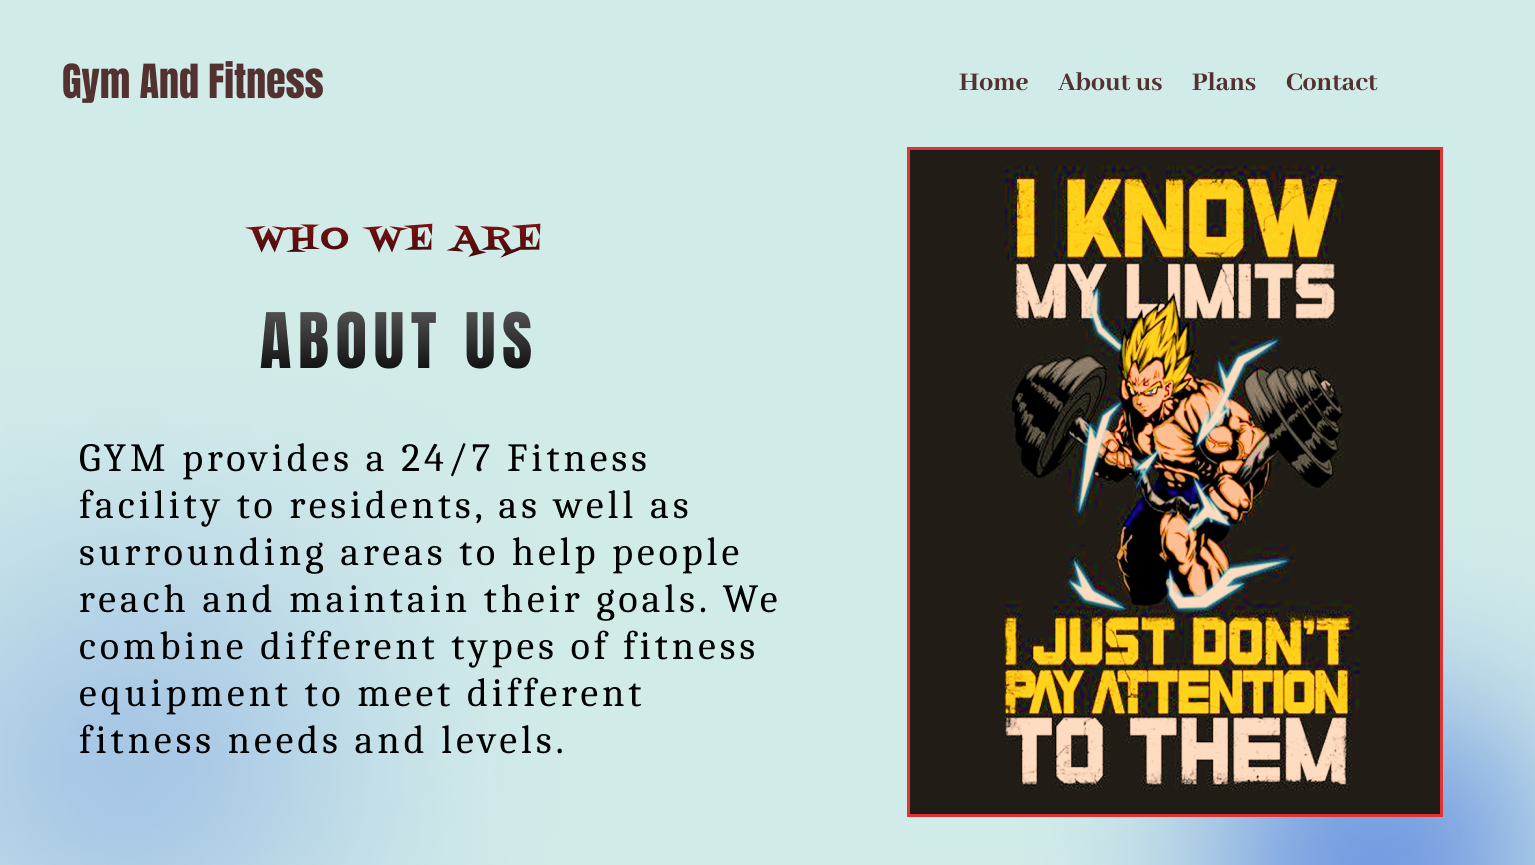 Gym And Fitness
Home About us Plans Contact
WHO WE ARE
ABOUT US
GYM provides a 24/7 Fitness
facility to residents, as well as
surrounding areas to help people
reach and maintain their goals. We
combine different types of fitness
equipment to meet different
fitness needs and levels.
I KNOW
MY LIMITS
I JUST DON'T
PAY ATTENTION
TO THEM